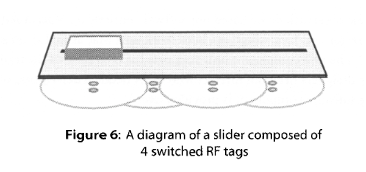 Figure 6: A diagram of a slider composed of
4 switched RF tags